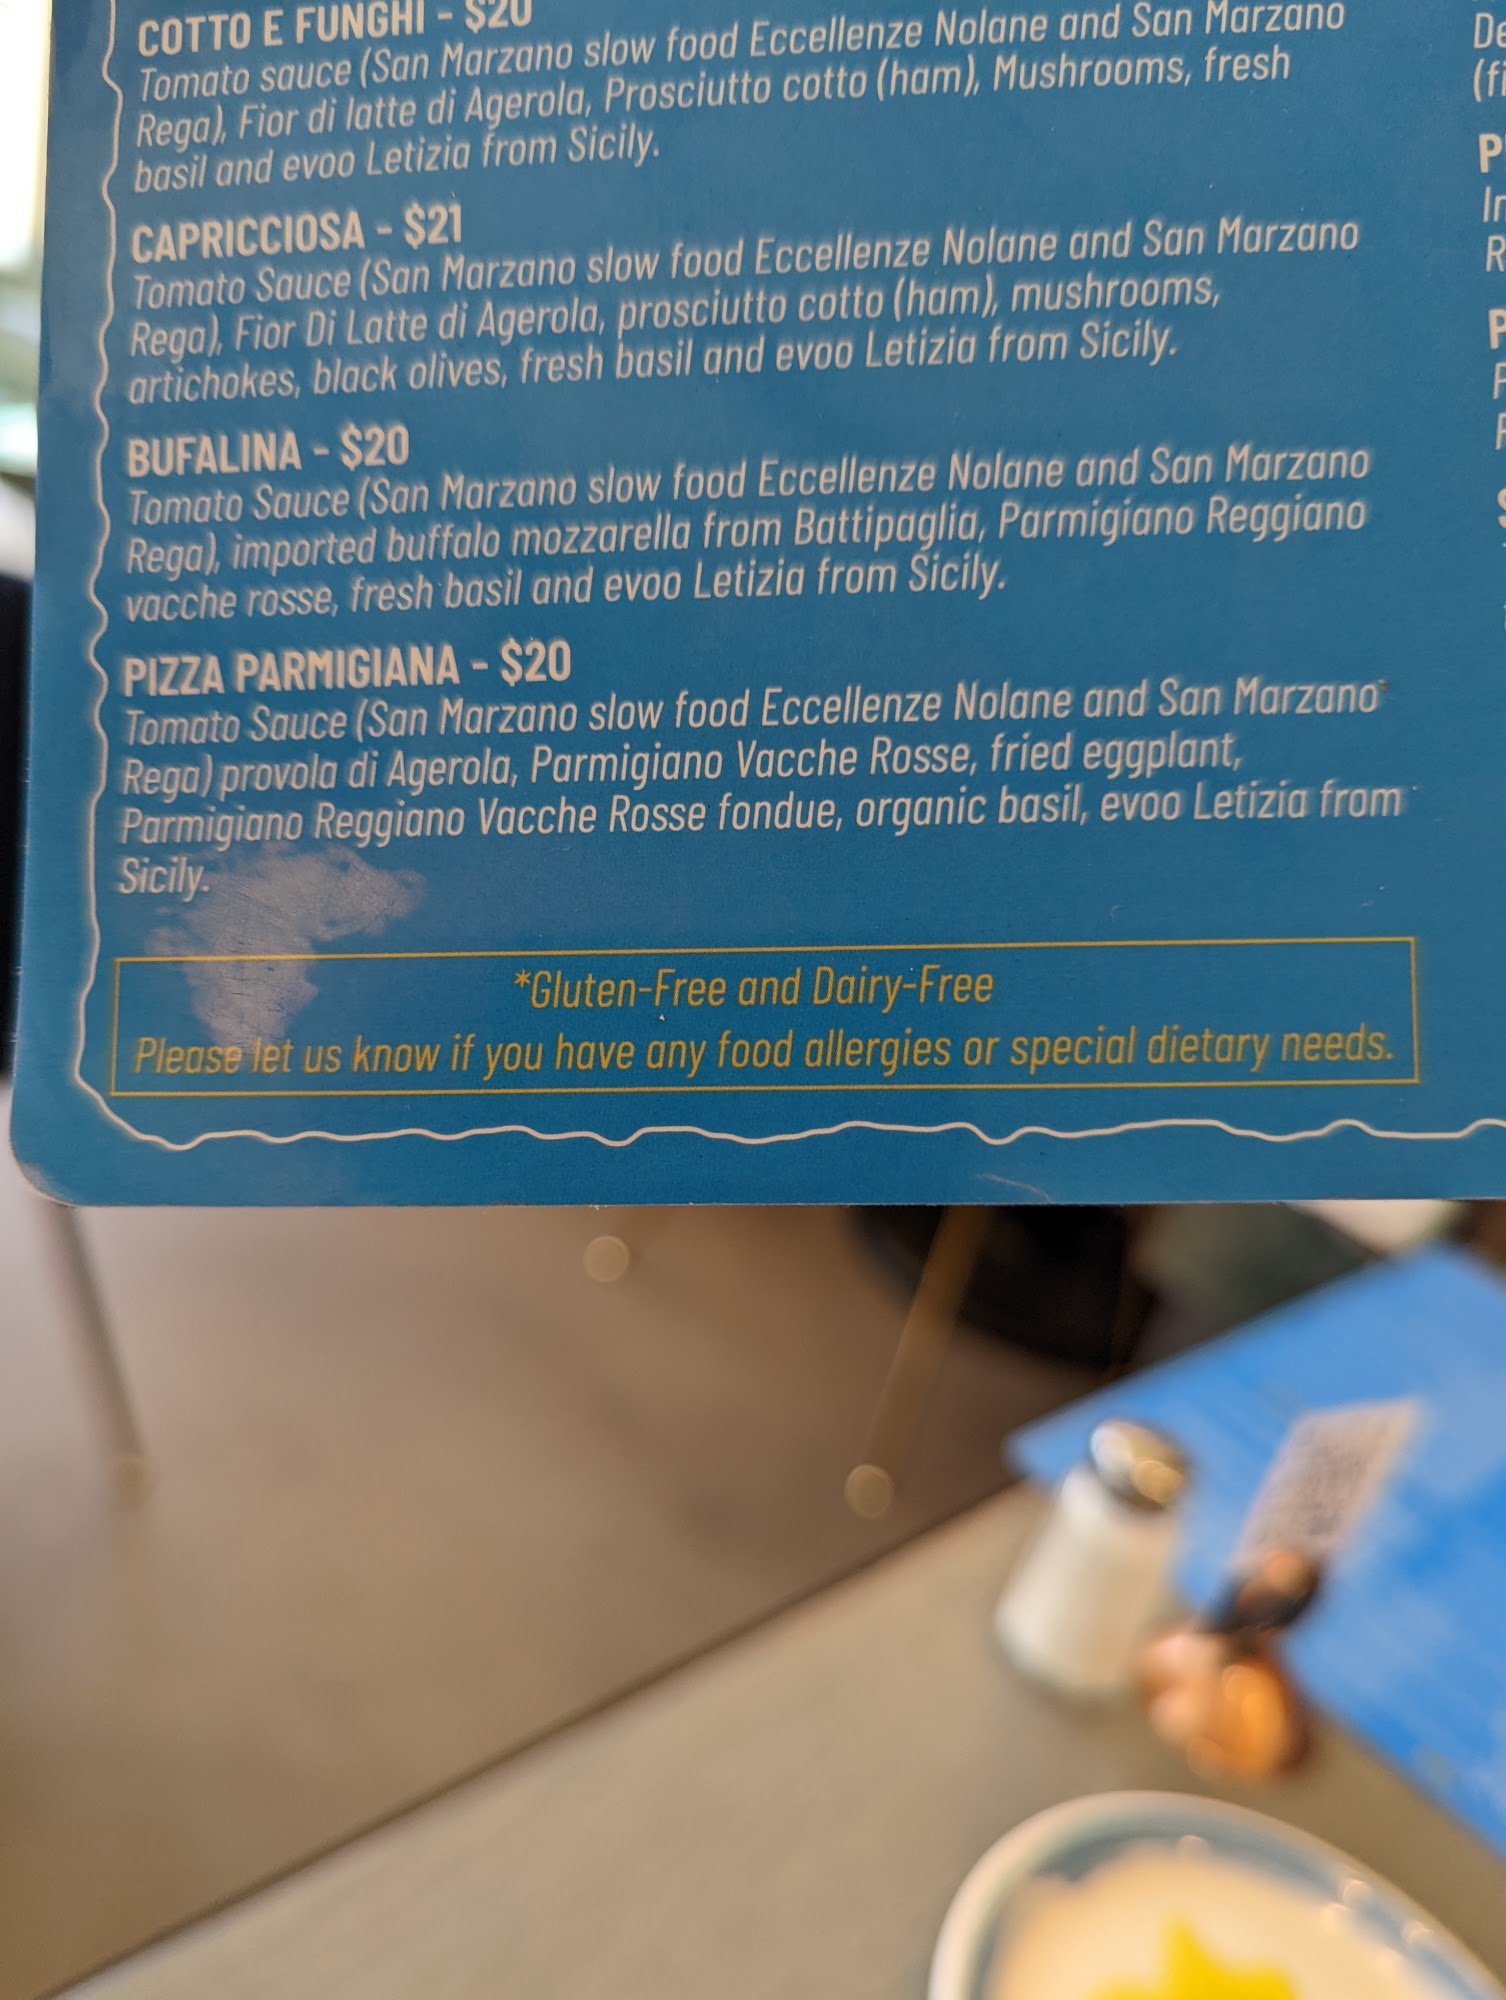 COTTO E FUNGHI - $20
Tomato sauce (San Marzano slow food Eccellenze Nolane and San Marzano
Rega), Fior di latte di Agerola, Prosciutto cotto (ham), Mushrooms, fresh
basil and evoo Letizia from Sicily.
CAPRICCIOSA - $21
Tomato Sauce (San Marzano slow food Eccellenze Nolane and San Marzano
Rega), Fior Di Latte di Agerola, prosciutto cotto (ham), mushrooms,
artichokes, black olives, fresh basil and evoo Letizia from Sicily.
BUFALINA - $20
Tomato Sauce (San Marzano slow food Eccellenze Nolane and San Marzano
Rega), imported buffalo mozzarella from Battipaglia, Parmigiano Reggiano
vacche rosse, fresh basil and evoo Letizia from Sicily.
PIZZA PARMIGIANA - $20
Tomato Sauce (San Marzano slow food Eccellenze Nolane and San Marzano
Rega) provola di Agerola, Parmigiano Vacche Rosse, fried eggplant,
Parmigiano Reggiano Vacche Rosse fondue, organic basil, evoo Letizia from
Sicily.
*Gluten-Free and Dairy-Free
Please let us know if you have any food allergies or special dietary needs.